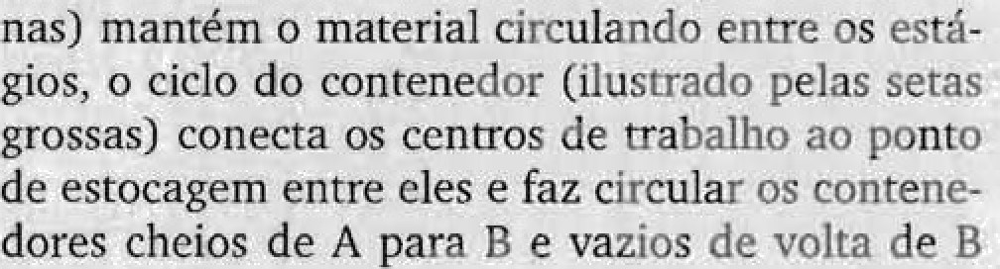 nas) mantém o material circulando entre os está-
gios, o ciclo do contenedor (ilustrado pelas setas
grossas) conecta os centros de trabalho ao ponto
de estocagem entre eles e faz circular os contene-
dores cheios de A para B e vazios de volta de B